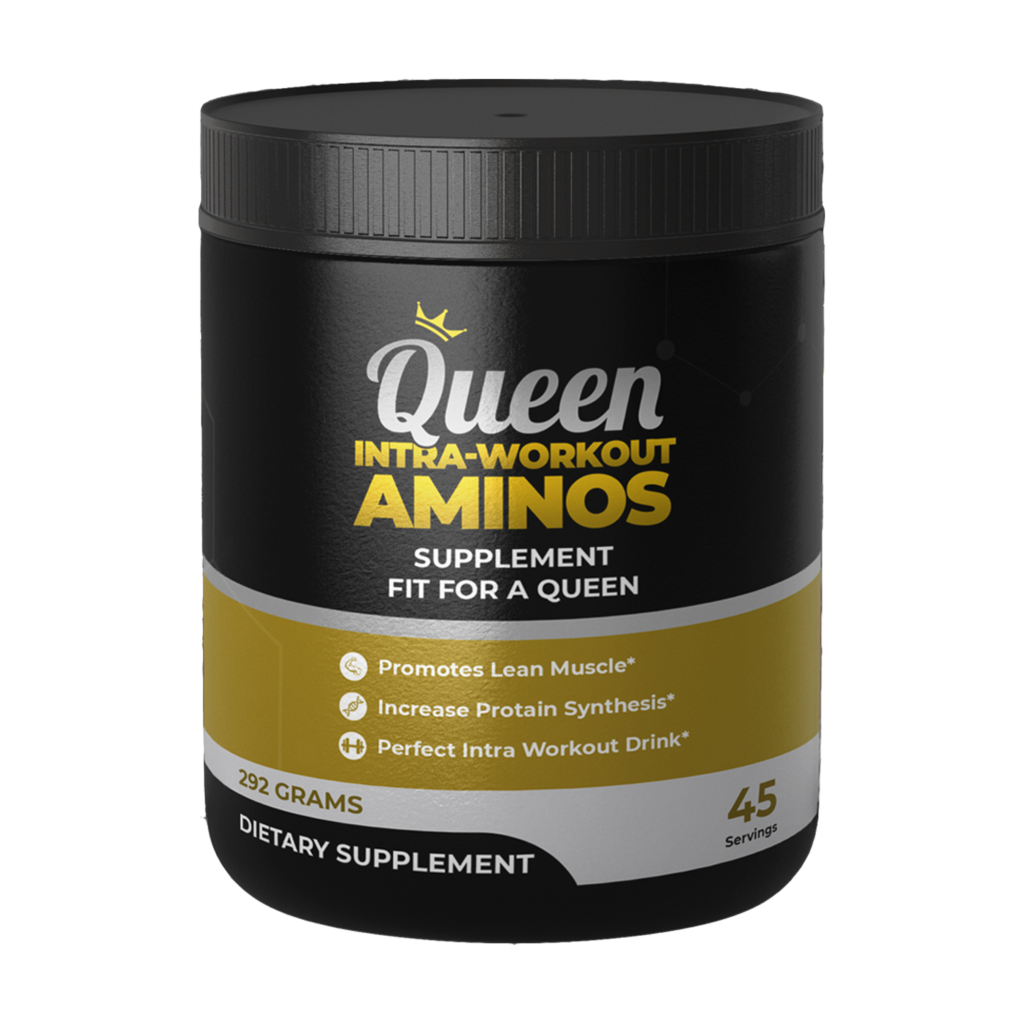 Queen
INTRA-WORKOUT
AMINOS
SUPPLEMENT
FIT FOR A QUEEN
Promotes Lean Muscle*
Increase Protain Synthesis*
Perfect Intra Workout Drink*
292 GRAMS
DIETARY SUPPLEMENT
45
Servings